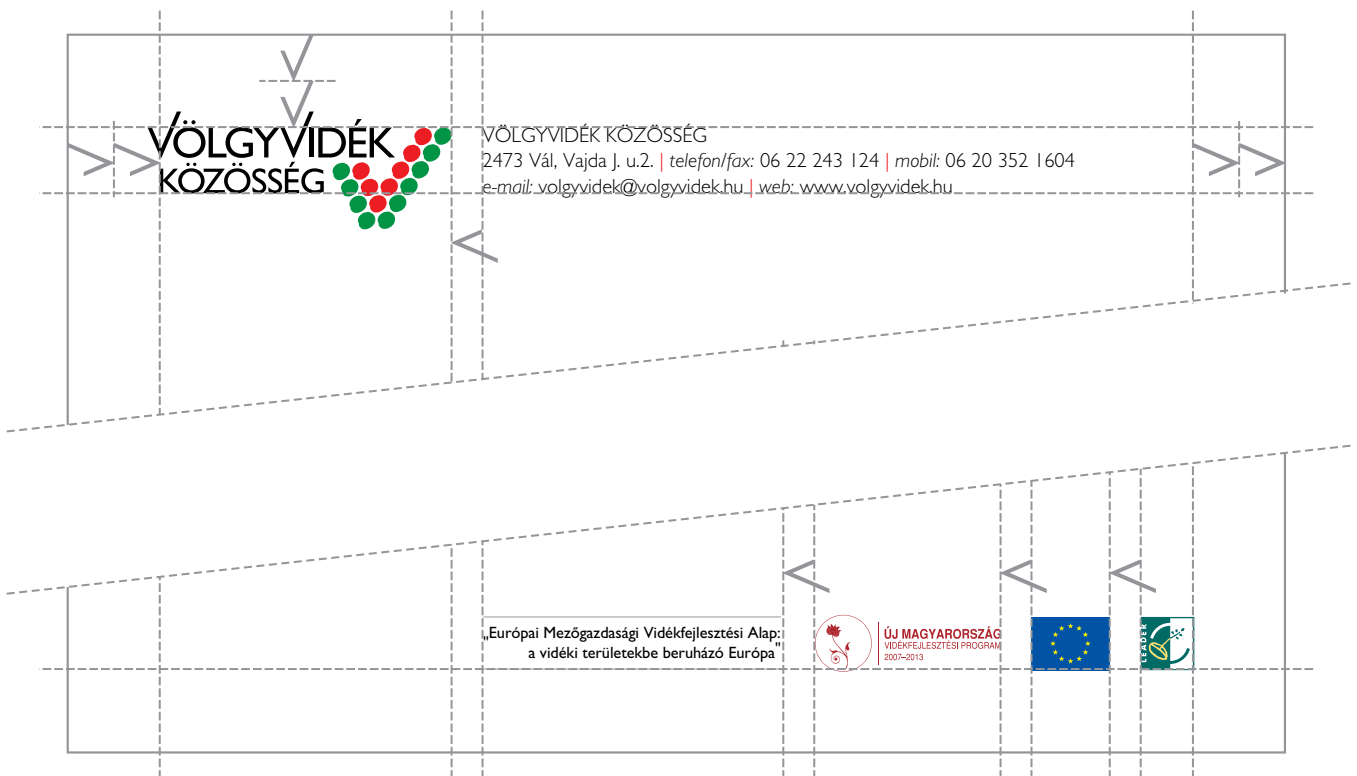 VÖLGYVIDÉK
KÖZÖSSÉG
VÖLGYVIDÉK KÖZÖSSÉG
2473 Vál, Vajda J. u.2. | telefon/fax: 06 22 243 124 | mobil: 06 20 352 1604
e-mail: volgyvidek@volgyvidek.hu | web: www.volgyvidek.hu
„Európai Mezőgazdasági Vidékfejlesztési Alap:
a vidéki területekbe beruházó Európa”
ÚJ MAGYARORSZÁG
VIDÉKFEJLESZTÉSI PROGRAM
2007–2013
LEADER